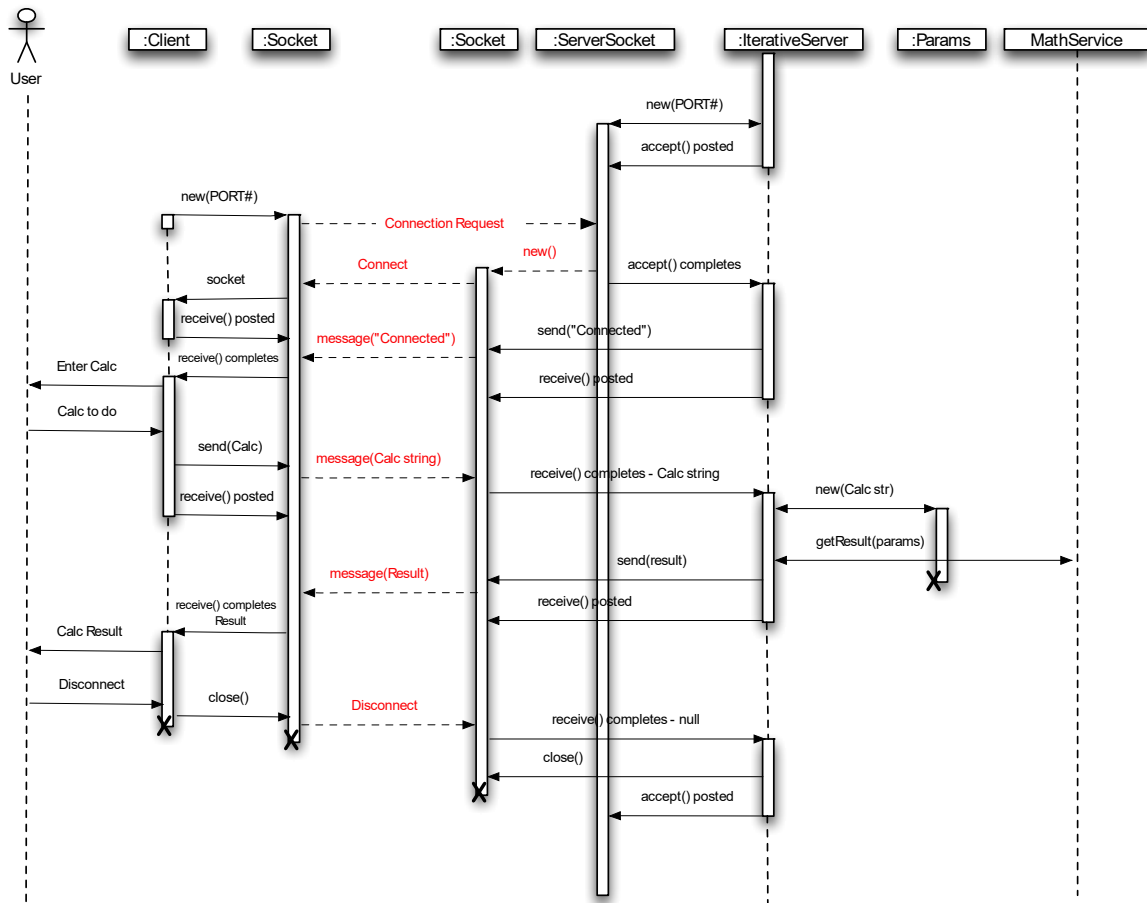 :Client
:Socket
:Socket
:ServerSocket
:IterativeServer
:Params
MathService
User
new(PORT#)
accept() posted
new(PORT#)
Connection Request
new()
Connect
accept() completes
socket
receive() posted
send("Connected")
message("Connected")
receive() completes
Enter Calc
receive() posted
Calc to do
send(Calc)
message(Calc string)
receive() completes - Calc string
new(Calc str)
receive() posted
getResult(params)
send(result)
message(Result)
receive() posted
receive() completes
Result
Calc Result
Disconnect
close()
Disconnect
receive() completes - null
close()
accept() posted